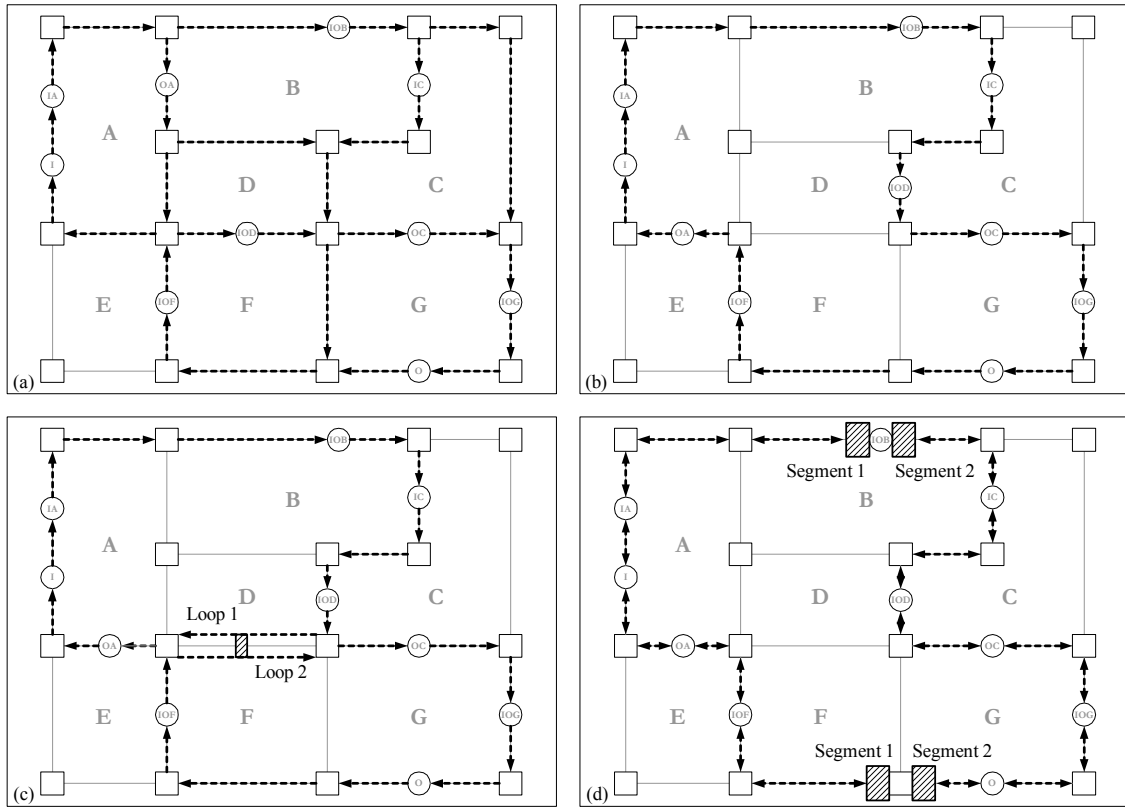 IOB
OA
IC
B
IA
A
I
D
C
IOD
OC
E
IOF
F
G
IOG
O
(a)
IOB
IC
B
IA
A
I
D
IOD
C
OA
OC
E
IOF
F
G
IOG
O
(b)
IOB
IC
B
IA
A
I
D
IOD
C
Loop 1
OA
OC
Loop 2
E
IOF
F
G
IOG
O
(c)
IOB
Segment 1
Segment 2
IC
B
IA
A
I
D
IOD
C
OA
OC
E
IOF
F
G
IOG
Segment 1
Segment 2
O
(d)